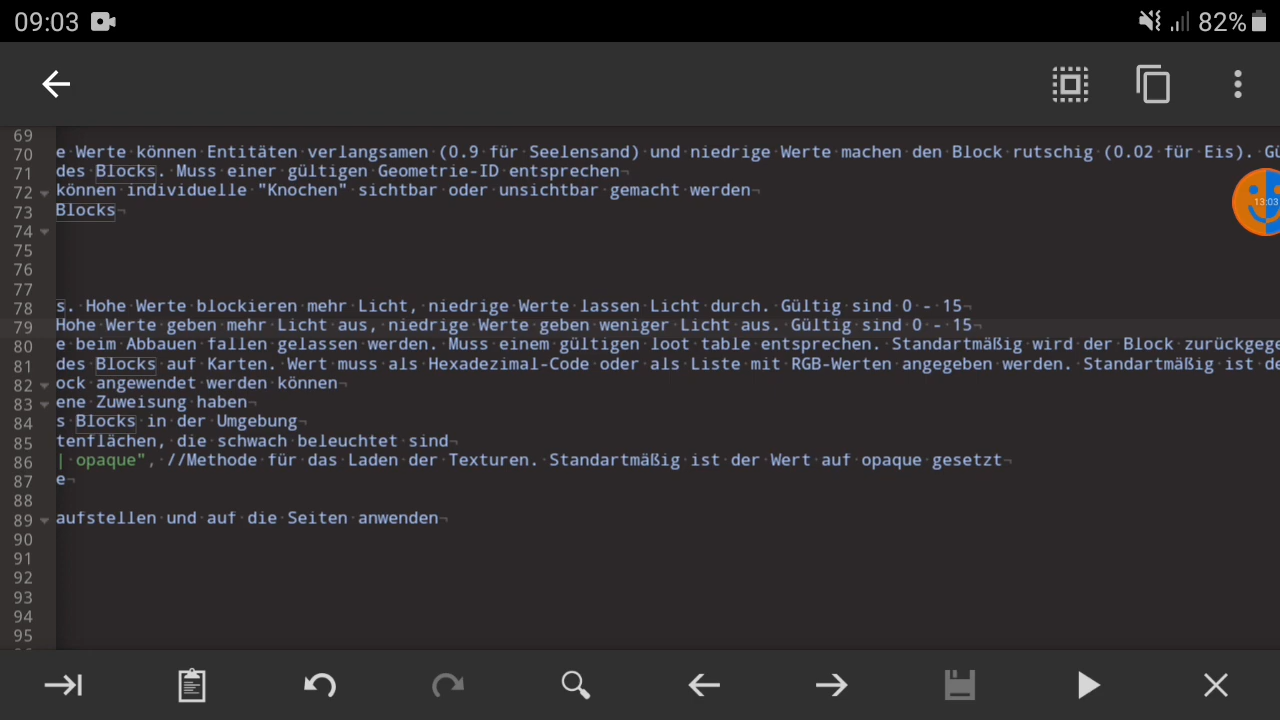 09:03
82%
69
70 e Werte können Entitäten verlangsamen (0.9 für Seelensand) und niedrige Werte machen den Block rutschig (0.02 für Eis). Gü
71 des Blocks. Muss einer gültigen Geometrie-ID entsprechen¬
72 können individuelle "Knochen" sichtbar oder unsichtbar gemacht werden¬
73 Blocks¬
13:03
74
75
76
77
78 s. Hohe Werte blockieren mehr Licht, niedrige Werte lassen Licht durch. Gültig sind 0 - 15¬
79 Hohe Werte geben mehr Licht aus, niedrige Werte geben weniger Licht aus. Gültig sind 0 - 15¬
80 e beim Abbauen fallen gelassen werden. Muss einem gültigen loot table entsprechen. Standartmäßig wird der Block zurückgege
81 des Blocks auf Karten. Wert muss als Hexadezimal-Code oder als Liste mit RGB-Werten angegeben werden. Standartmäßig ist de
82 ock angewendet werden können¬
83 ene Zuweisung haben¬
84 s Blocks in der Umgebung¬
85 tenflächen, die schwach beleuchtet sind¬
86 | opaque", //Methode für das Laden der Texturen. Standartmäßig ist der Wert auf opaque gesetzt¬
87 e¬
88
89 aufstellen und auf die Seiten anwenden¬
90
91
92
93
94
95